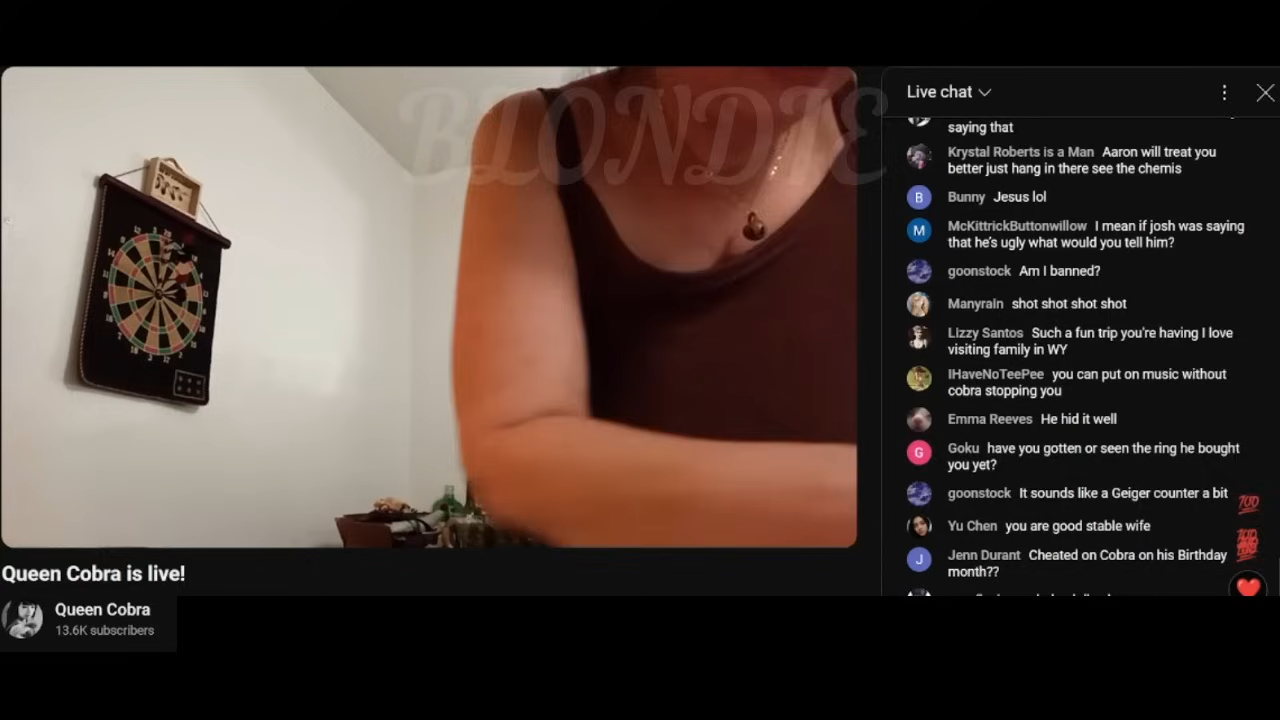 BLONDIE
Live chat
saying that
Krystal Roberts is a Man Aaron will treat you
better just hang in there see the chemis
B Bunny Jesus lol
M McKittrickButtonwillow I mean if josh was saying
that he's ugly what would you tell him?
goonstock Am I banned?
Manyrain shot shot shot shot
Lizzy Santos Such a fun trip you're having I love
visiting family in WY
IHaveNoTeePee you can put on music without
cobra stopping you
Emma Reeves He hid it well
G Goku have you gotten or seen the ring he bought
you yet?
goonstock It sounds like a Geiger counter a bit
Yu Chen you are good stable wife
J Jenn Durant Cheated on Cobra on his Birthday
month??
100
Queen Cobra is live!
Queen Cobra
13.6K subscribers